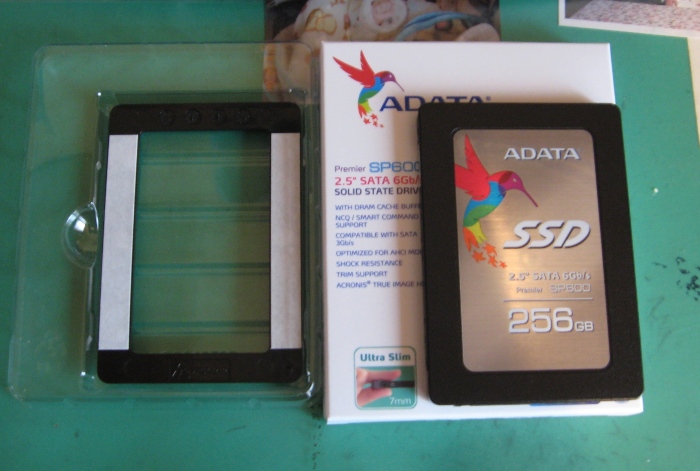 ADATA®
Premier SP600
2.5" SATA 6Gb/s
SOLID STATE DRIV
WITH DRAM CACHE BUFF
NCQ / SMART COMMAND
SUPPORT
COMPATIBLE WITH SATA
3Gb/s
OPTIMIZED FOR AHCI MO
SHOCK RESISTANCE
TRIM SUPPORT
ACRONIS® TRUE IMAGE H
Ultra Slim
7mm
ADATA
SSD
2.5" SATA 6Gb/s
Premier SP600
256GB